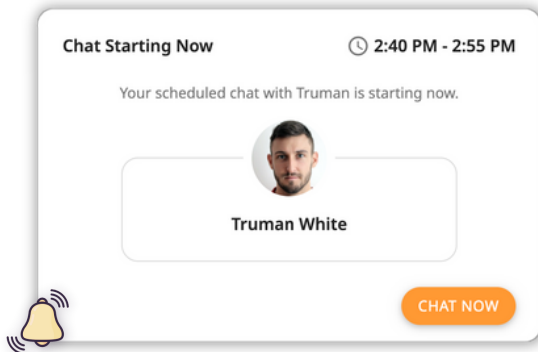 Chat Starting Now
2:40 PM - 2:55 PM
Your scheduled chat with Truman is starting now.
Truman White
CHAT NOW